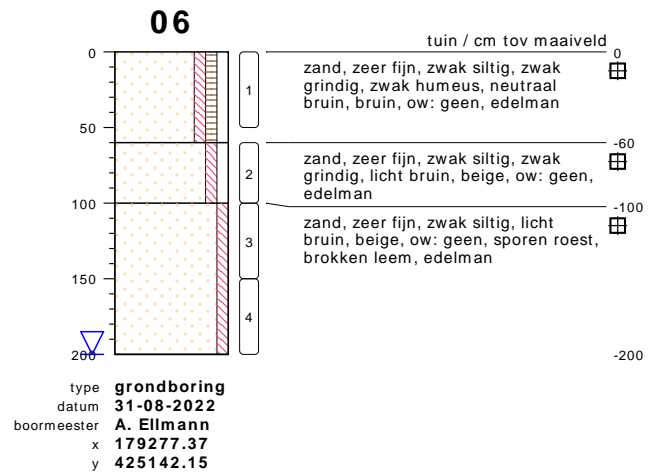 06
tuin / cm tov maaiveld
0
0
zand, zeer fijn, zwak siltig, zwak
grindig, zwak humeus, neutraal
bruin, bruin, ow: geen, edelman
1
50
-60
zand, zeer fijn, zwak siltig, zwak
grindig, licht bruin, beige, ow: geen,
edelman
2
100
-100
zand, zeer fijn, zwak siltig, licht
bruin, beige, ow: geen, sporen roest,
brokken leem, edelman
3
150
4
200
-200
type grondboring
datum 31-08-2022
boormeester A. Ellmann
x 179277.37
y 425142.15